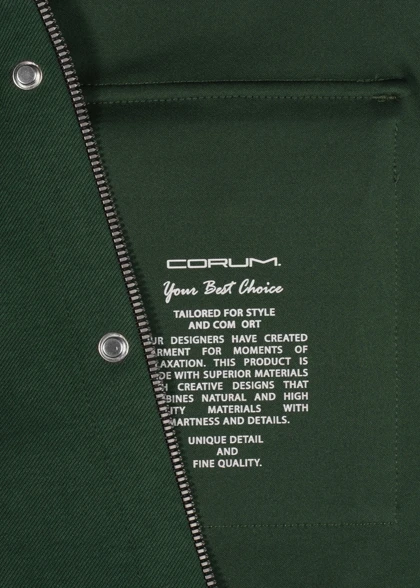 CORUM.
Your Best Choice
TAILORED FOR STYLE
AND COM ORT
UR DESIGNERS HAVE CREATED
RMENT FOR MOMENTS OF
AXATION. THIS PRODUCT IS
DE WITH SUPERIOR MATERIALS
H CREATIVE DESIGNS THAT
BINES NATURAL AND HIGH
ITY MATERIALS WITH
MARTNESS AND DETAILS.
UNIQUE DETAIL
AND
FINE QUALITY.